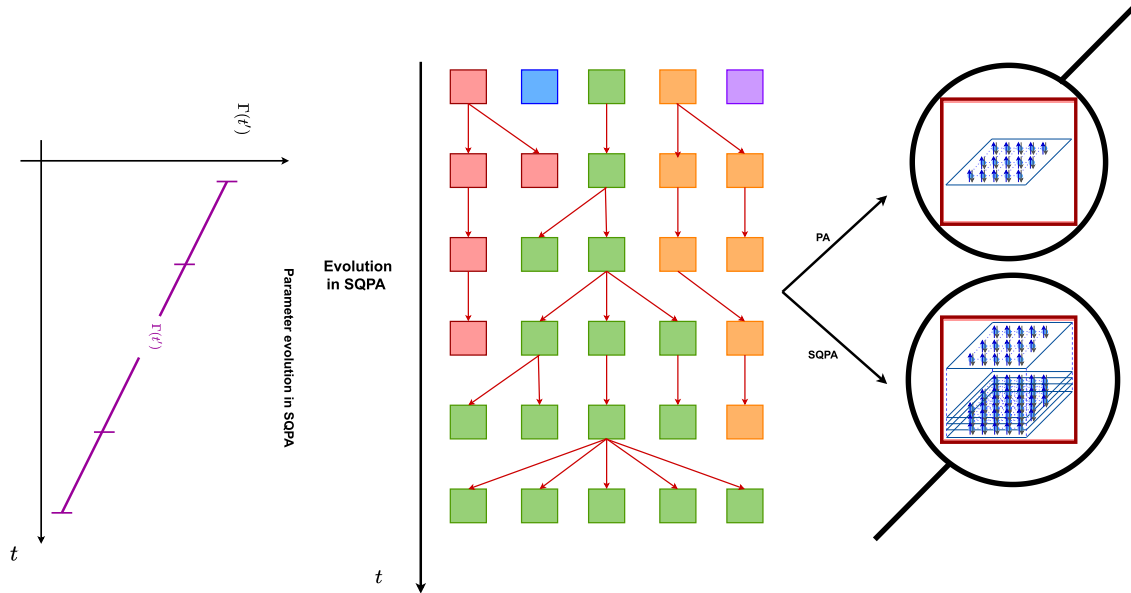 Γ(t′)
Γ(t′)
t
Parameter evolution in SQPA
Evolution
in SQPA
t
PA
SQPA